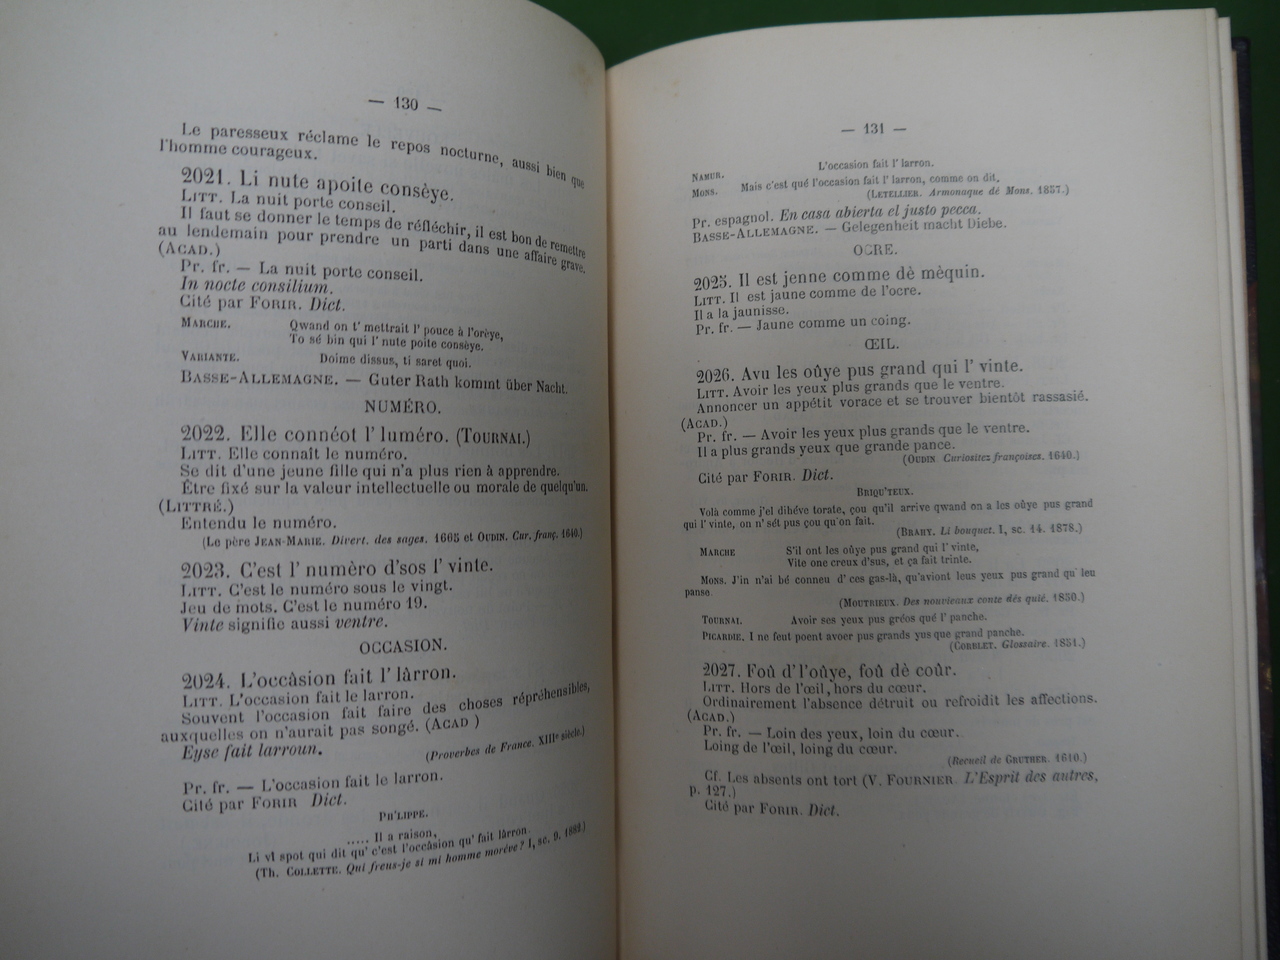 — 130 —
Le paresseux réclame le repos nocturne, aussi bien que
l'homme courageux.
2021. Li nute apoite consèye.
LITT. La nuit porte conseil.
Il faut se donner le temps de réfléchir, il est bon de remettre
au lendemain pour prendre un parti dans une affaire grave.
(ACAD.)
Pr. fr. — La nuit porte conseil.
In nocte consilium.
Cité par FORIR. Dict.
MARCHE. Qwand on t' mettrait l' pouce à l'orèye,
To sé bin qui l' nute poite consèye.
VARIANTE. Doime dissus, ti saret quoi.
BASSE-ALLEMAGNE. — Guter Rath kommt über Nacht.
NUMÉRO.
2022. Elle connéot l' luméro. (TOURNAI.)
LITT. Elle connaît le numéro.
Se dit d'une jeune fille qui n'a plus rien à apprendre.
Être fixé sur la valeur intellectuelle ou morale de quelqu'un.
(LITTRÉ.)
Entendu le numéro.
(Le père JEAN-MARIE. Divert. des sages. 1665 et OUDIN. Cur. franç. 1640.)
2023. C'est l' numèro d'sos l' vinte.
LITT. C'est le numéro sous le vingt.
Jeu de mots. C'est le numéro 19.
Vinte signifie aussi ventre.
OCCASION.
2024. L'occâsion fait l' lârron.
LITT. L'occasion fait le larron.
Souvent l'occasion fait faire des choses répréhensibles,
auxquelles on n'aurait pas songé. (ACAD )
Eyse fait larroun.
(Proverbes de France. XIIIe siècle.)
Pr. fr. — L'occasion fait le larron.
Cité par FORIR Dict.
PH'LIPPE.
..... Il a raison,
Li vî spot qui dit qu' c'est l'occâsion qu' fait lârron.
(Th. COLLETTE. Qui freus-je si mi homme moréve? I, sc. 9. 1882.)
— 131 —
NAMUR. L'occasion fait l' larron.
MONS. Mais c'est qué l'occasion fait l' larron, comme on dit,
(LETELLIER. Armonaque dé Mons. 1857.)
Pr. espagnol. En casa abierta el justo pecca.
BASSE-ALLEMAGNE. — Gelegenheit macht Diebe.
OCRE.
2025. Il est jenne comme dè mèquin.
LITT. Il est jaune comme de l'ocre.
Il a la jaunisse.
Pr. fr. — Jaune comme un coing.
ŒIL.
2026. Avu les oûye pus grand qui l' vinte.
LITT. Avoir les yeux plus grands que le ventre.
Annoncer un appétit vorace et se trouver bientôt rassasié.
(ACAD.)
Pr. fr. — Avoir les yeux plus grands que le ventre.
Il a plus grands yeux que grande pance.
(OUDIN Curiositez françoises. 1640.)
Cité par FORIR. Dict.
BRIQU'TEUX.
Volà comme j'el dihéve torate, çou qu'il arrive qwand on a les oûye pus grand
qui l' vinte, on n' sét pus çou qu'on fait.
(BRAHY. Li bouquet. I, sc. 14. 1878.)
MARCHE S'il ont les oûye pus grand qui l' vinte,
Vite one creux d'sus, et ça fait trinte.
MONS. J'in n'ai bé conneu d' ces gas-là, qu'aviont leus yeux pus grand qu' leu
panse.
(MOUTRIEUX. Des nouvieaux conte dés quié. 1850.)
TOURNAI. Avoir ses yeux pus gréos qué l' panche.
PICARDIE. I ne feut poent avoer pus grands yus que grand panche.
(CORBLET. Glossaire. 1851.)
2027. Foû d' l'oûye, foû dè coûr.
LITT. Hors de l'œil, hors du cœur.
Ordinairement l'absence détruit ou refroidit les affections.
(ACAD.)
Pr. fr. — Loin des yeux, loin du cœur.
Loing de l'œil, loing du cœur.
(Recueil de GRUTHER. 1610.)
Cf. Les absents ont tort (V. FOURNIER. L'Esprit des autres,
p. 127.)
Cité par FORIR. Dict.